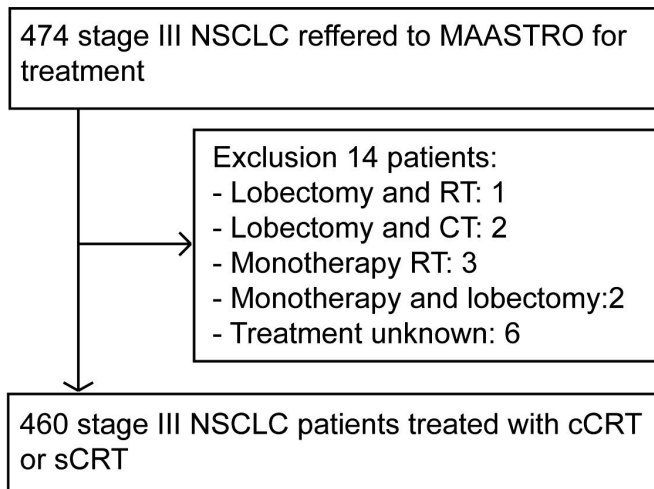 474 stage III NSCLC reffered to MAASTRO for
treatment
Exclusion 14 patients:
- Lobectomy and RT: 1
- Lobectomy and CT: 2
- Monotherapy RT: 3
- Monotherapy and lobectomy:2
- Treatment unknown: 6
460 stage III NSCLC patients treated with cCRT
or sCRT